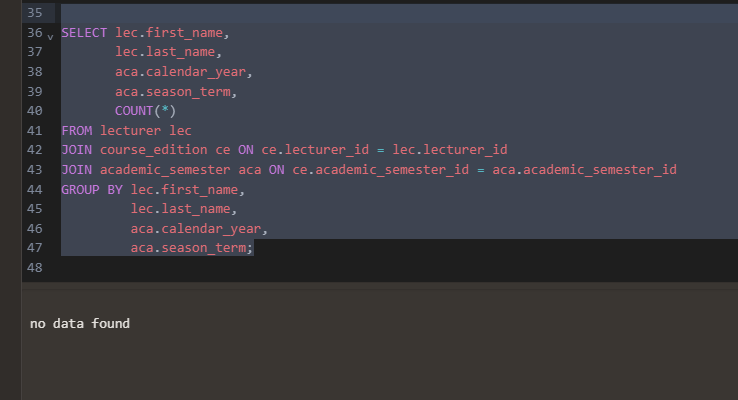 35
36 SELECT lec.first_name,
37 lec.last_name,
38 aca.calendar_year,
39 aca.season_term,
40 COUNT(*)
41 FROM lecturer lec
42 JOIN course_edition ce ON ce.lecturer_id = lec.lecturer_id
43 JOIN academic_semester aca ON ce.academic_semester_id = aca.academic_semester_id
44 GROUP BY lec.first_name,
45 lec.last_name,
46 aca.calendar_year,
47 aca.season_term;
48
no data found